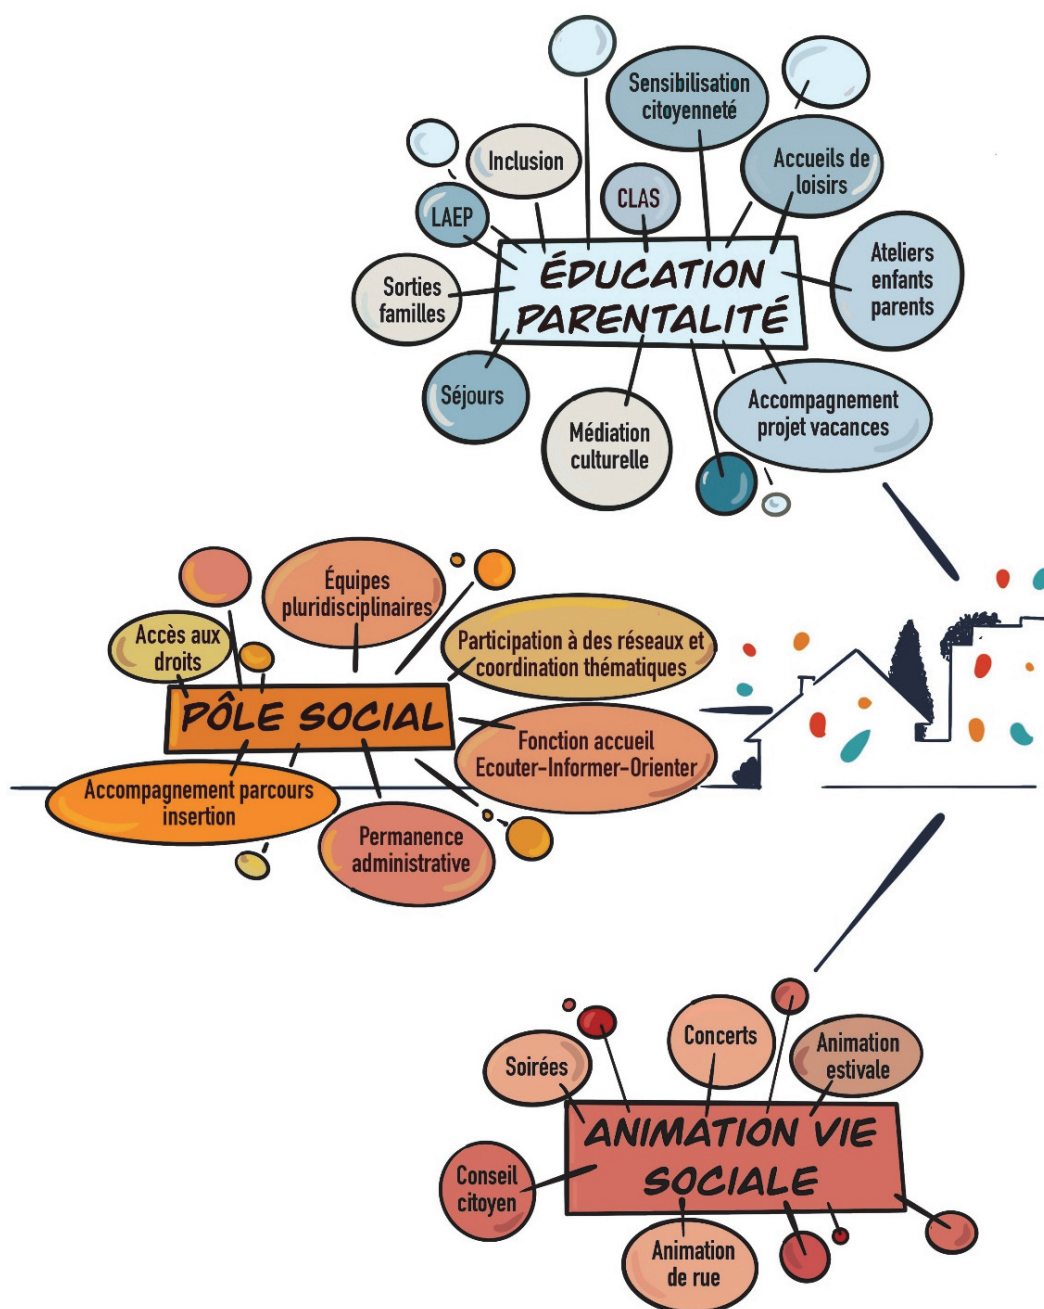 Sensibilisation
citoyenneté
Inclusion
CLAS
Accueils de
loisirs
LAEP
ÉDUCATION
PARENTALITÉ
Ateliers
enfants
parents
Sorties
familles
Séjours
Médiation
culturelle
Accompagnement
projet vacances
Équipes
pluridisciplinaires
Accès aux
droits
Participation à des réseaux et
coordination thématiques
PÔLE SOCIAL
Fonction accueil
Ecouter-Informer-Orienter
Accompagnement parcours
insertion
Permanence
administrative
Soirées
Concerts
Animation
estivale
ANIMATION VIE
SOCIALE
Conseil
citoyen
Animation
de rue